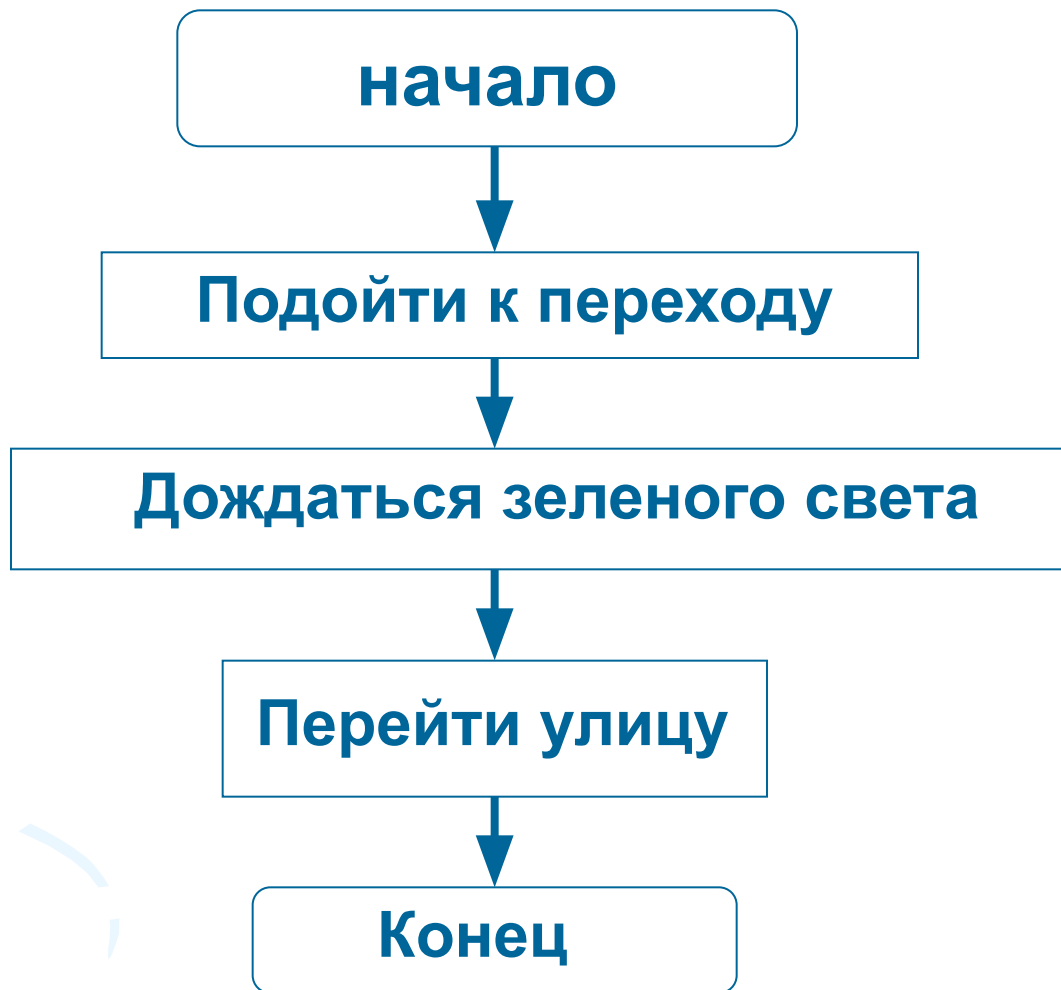 начало
Подойти к переходу
Дождаться зеленого света
Перейти улицу
Конец